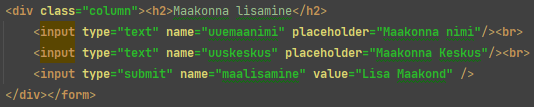 <div class="column"><h2>Maakonna lisamine</h2>
<input type="text" name="uuemaanimi" placeholder="Maakonna nimi"/><br>
<input type="text" name="uuskeskus" placeholder="Maakonna Keskus"/><br>
<input type="submit" name="maalisamine" value="Lisa Maakond" />
</div></form>